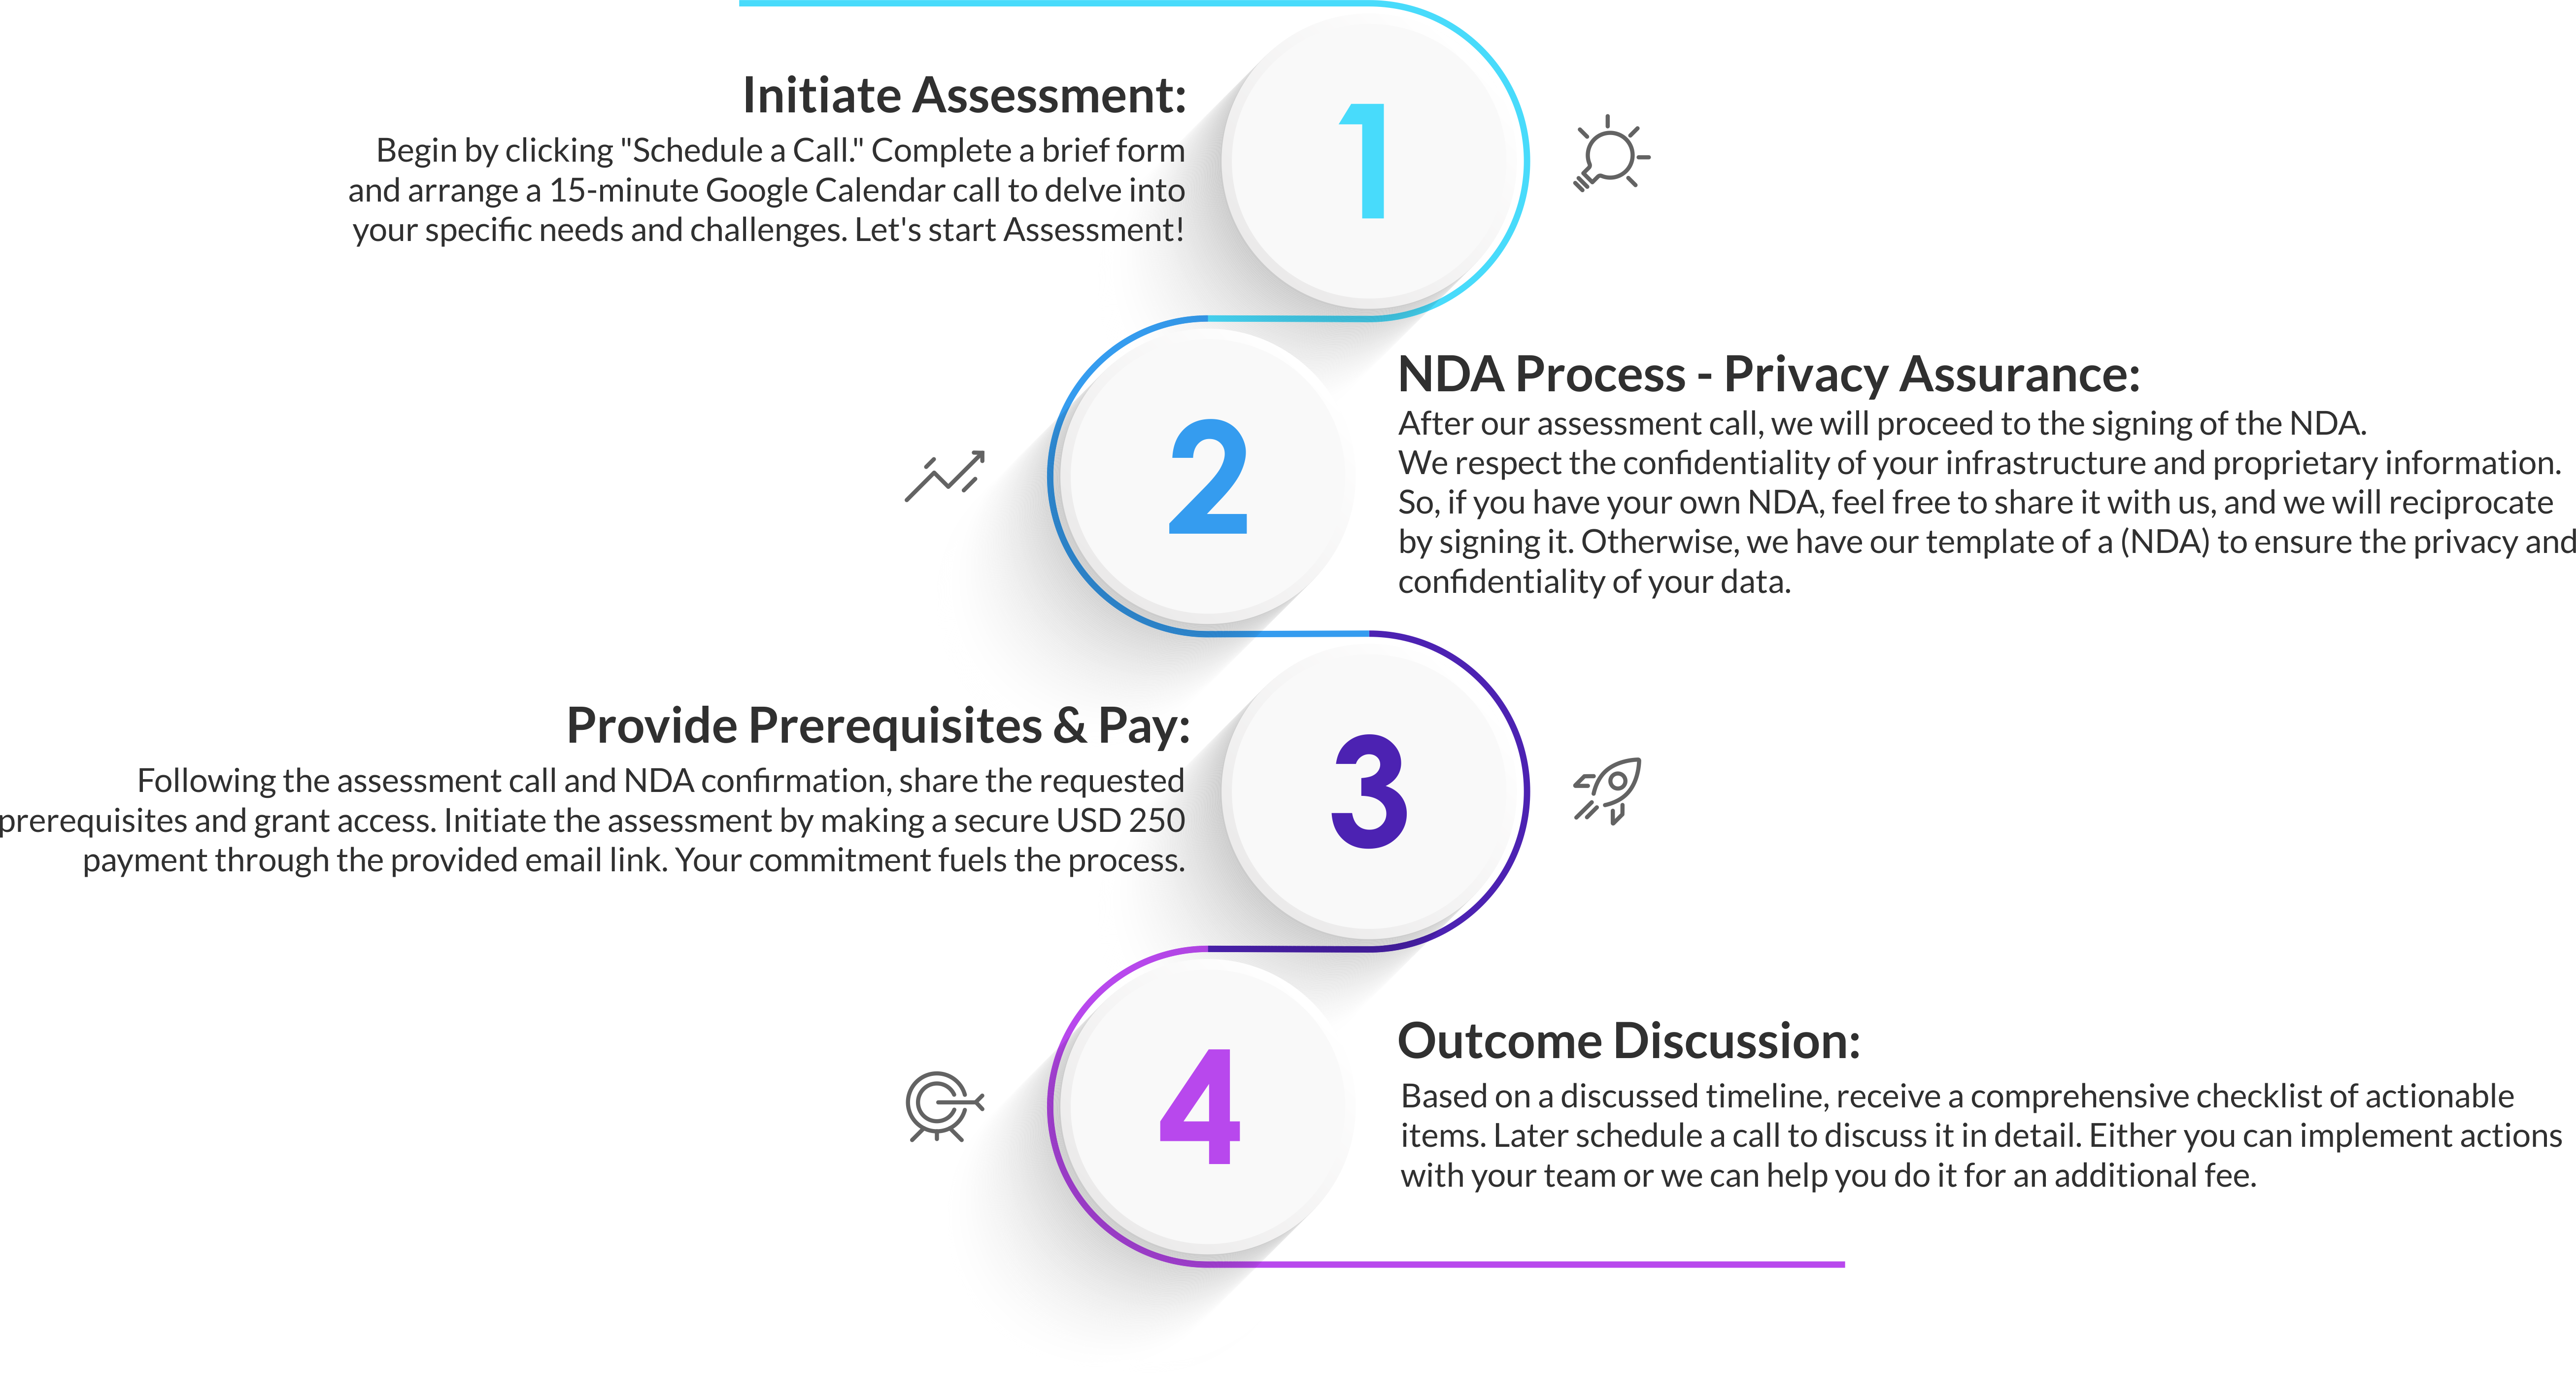 1
Initiate Assessment:
Begin by clicking "Schedule a Call." Complete a brief form
and arrange a 15-minute Google Calendar call to delve into
your specific needs and challenges. Let's start Assessment!
2
NDA Process - Privacy Assurance:
After our assessment call, we will proceed to the signing of the NDA.
We respect the confidentiality of your infrastructure and proprietary information.
So, if you have your own NDA, feel free to share it with us, and we will reciprocate
by signing it. Otherwise, we have our template of a (NDA) to ensure the privacy and
confidentiality of your data.
3
Provide Prerequisites & Pay:
Following the assessment call and NDA confirmation, share the requested
prerequisites and grant access. Initiate the assessment by making a secure USD 250
payment through the provided email link. Your commitment fuels the process.
4
Outcome Discussion:
Based on a discussed timeline, receive a comprehensive checklist of actionable
items. Later schedule a call to discuss it in detail. Either you can implement actions
with your team or we can help you do it for an additional fee.